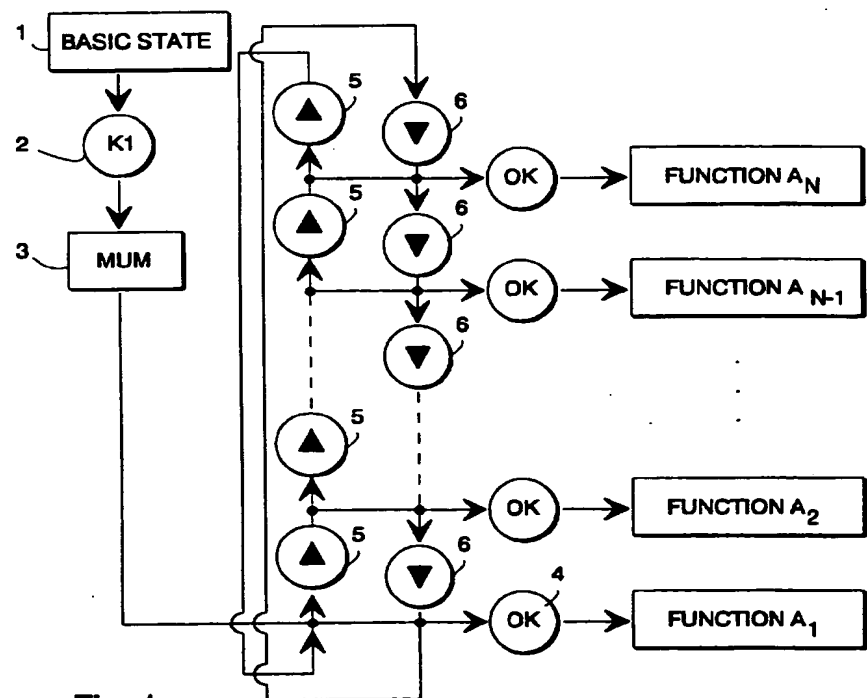 1
BASIC STATE
2
K1
3
MUM
5
6
OK
FUNCTION A_N
5
6
OK
FUNCTION A_N-1
6
5
OK
FUNCTION A_2
5
6
4
OK
FUNCTION A_1